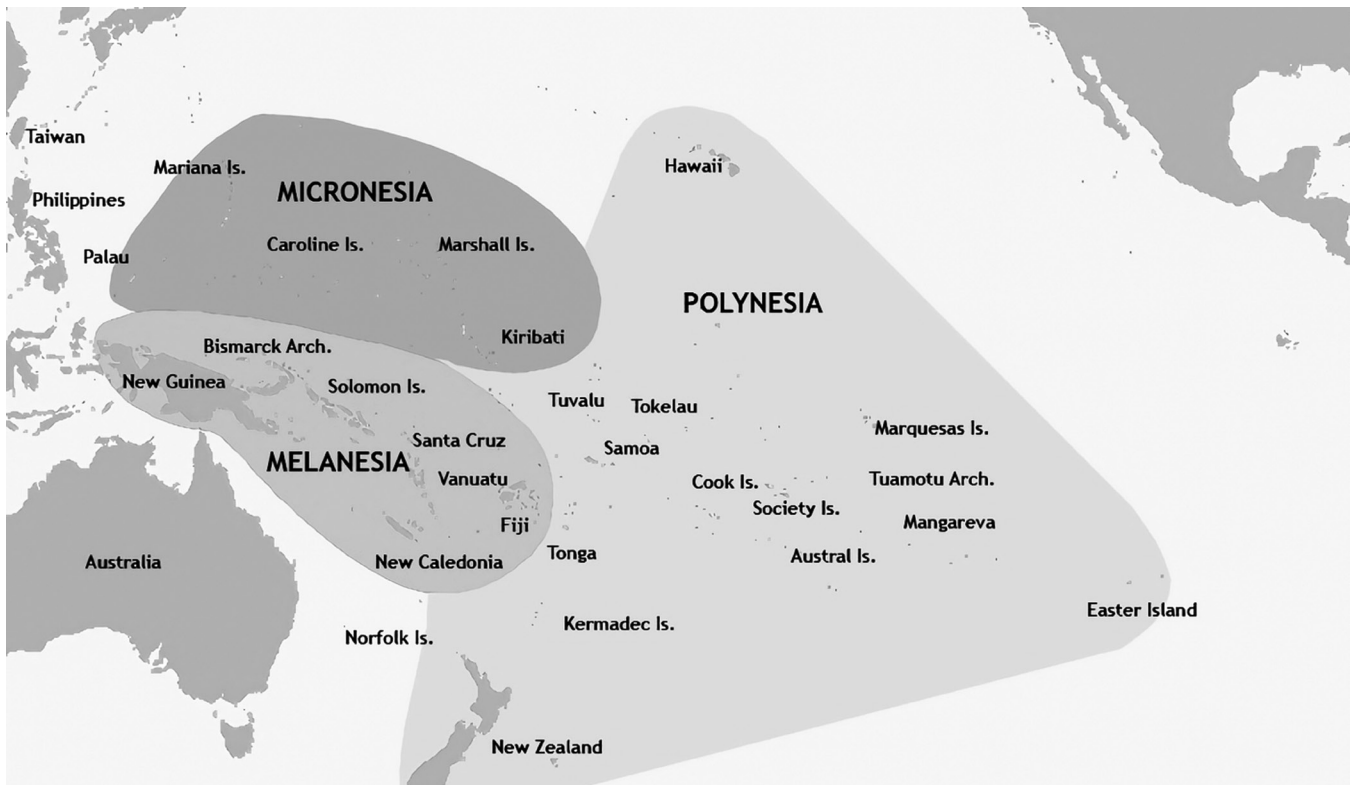 Taiwan
Mariana Is.
Hawaii
MICRONESIA
Philippines
Caroline Is.
Marshall Is.
Palau
POLYNESIA
Kiribati
Bismarck Arch.
New Guinea
Solomon Is.
Tuvalu
Tokelau
Marquesas Is.
Santa Cruz
Samoa
MELANESIA
Vanuatu
Cook Is.
Tuamotu Arch.
Society Is.
Fiji
Mangareva
Tonga
Austral Is.
Australia
New Caledonia
Easter Island
Kermadec Is.
Norfolk Is.
New Zealand